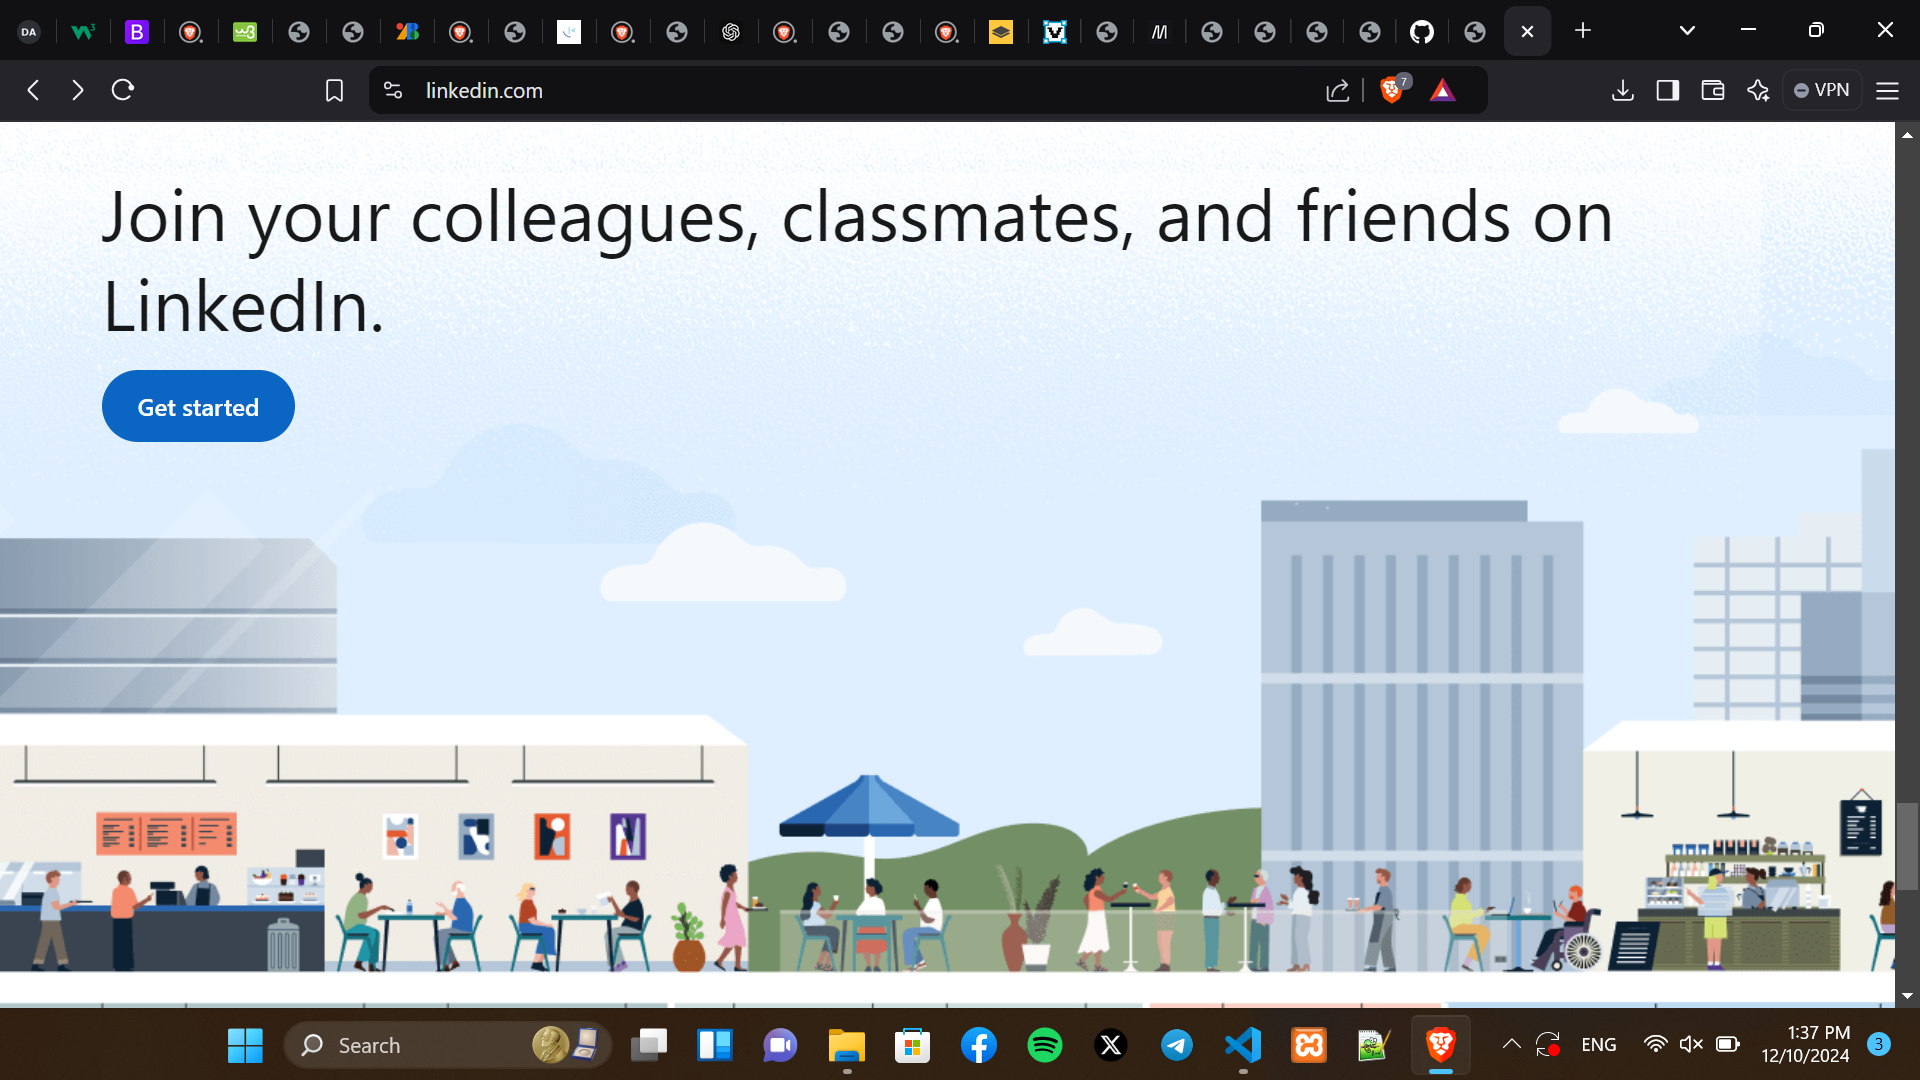 DA
linkedin.com
7
VPN
Join your colleagues, classmates, and friends on
LinkedIn.
Get started
Search
ENG
1:37 PM
12/10/2024
3